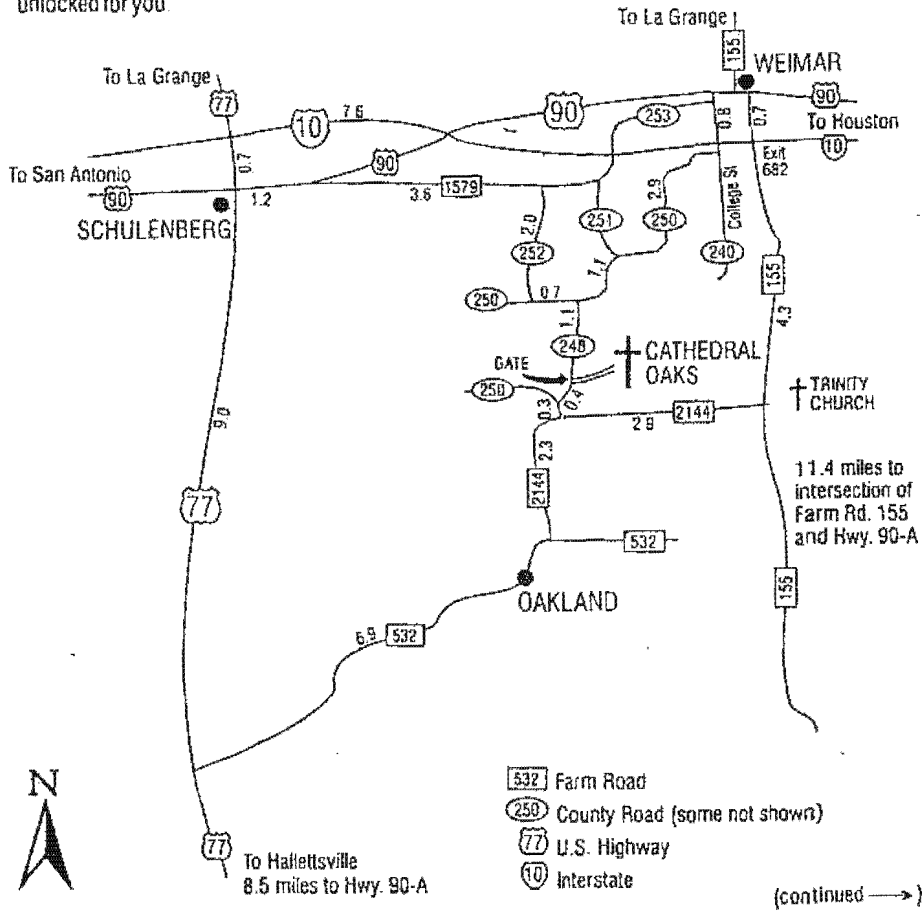 unlocked for you.
To La Grange
155
WEIMAR
To La Grange
77
90
90
253
0.8
0.7
To Houston
10
7.6
10
Exit
682
To San Antonio
0.7
90
90
1.2
3.6
1579
2.9
College St
SCHULENBERG
2.0
251
250
252
240
1.1
155
250
0.7
1.1
4.3
248
CATHEDRAL
OAKS
GATE
250
0.4
0.3
TRINITY
CHURCH
2.9
2144
9.0
2.3
2144
11.4 miles to
intersection of
Farm Rd. 155
and Hwy. 90-A
77
532
155
OAKLAND
6.9
532
N
532 Farm Road
250 County Road (some not shown)
77 U.S. Highway
10 Interstate
77
To Hallettsville
8.5 miles to Hwy. 90-A
(continued →)